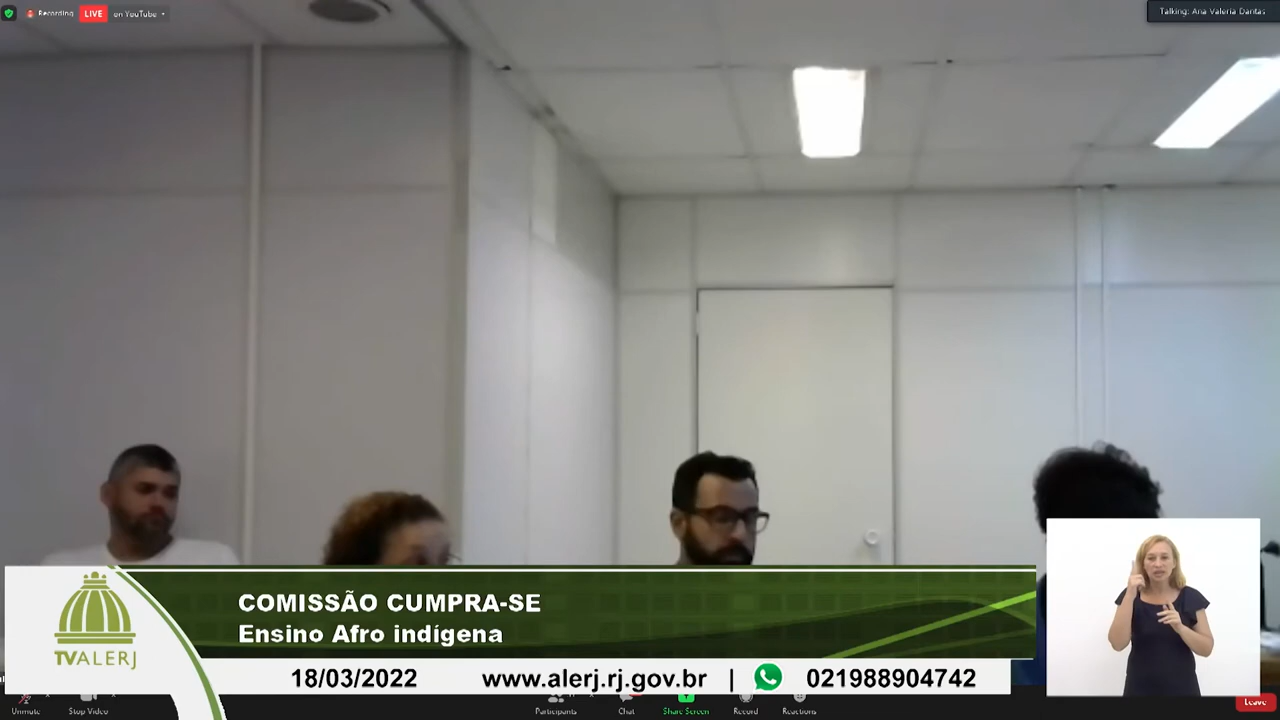 Recording LIVE on YouTube
Talking: Ana Valeria Dantas
COMISSÃO CUMPRA-SE
Ensino Afro indígena
TVALERJ
18/03/2022 www.alerj.rj.gov.br | 021988904742
Unmute Stop Video Participants Chat Share Screen Record Reactions Leave